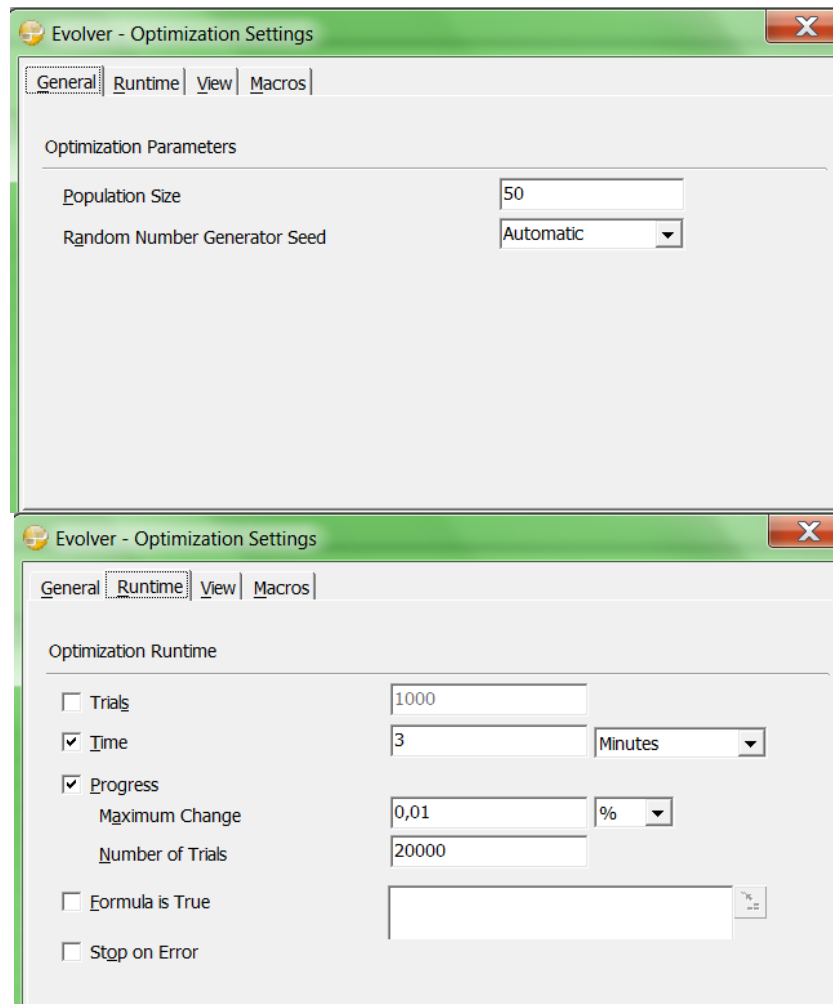 Evolver - Optimization Settings
General Runtime View Macros
Optimization Parameters
Population Size 50
Random Number Generator Seed Automatic
Evolver - Optimization Settings
General Runtime View Macros
Optimization Runtime
Trials 1000
Time 3 Minutes
Progress
Maximum Change 0,01 %
Number of Trials 20000
Formula is True
Stop on Error